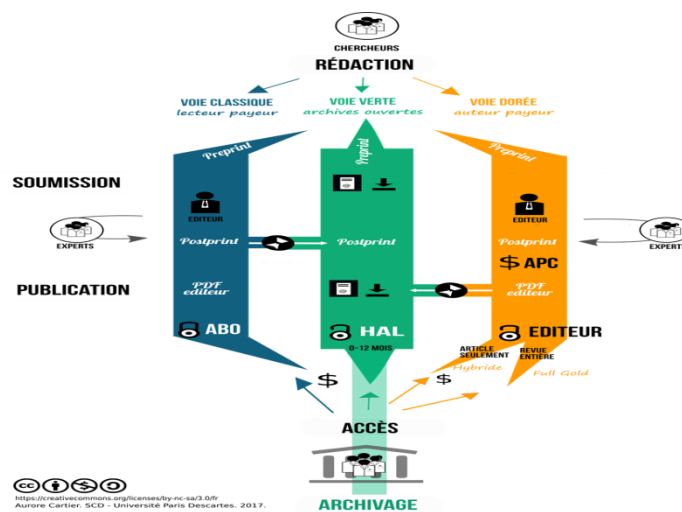 CHERCHEURS
RÉDACTION
VOIE CLASSIQUE
lecteur payeur
VOIE VERTE
archives ouvertes
VOIE DORÉE
auteur payeur
Preprint
Preprint
Preprint
SOUMISSION
EDITEUR
EDITEUR
EXPERTS
Postprint
Postprint
Postprint
EXPERT
$ APC
PUBLICATION
PDF
editeur
PDF
editeur
ABO
HAL
EDITEUR
0-12 MOIS
ARTICLE
SEULEMENT
REVUE
ENTIÈRE
Hybride
Full Gold
$
$
ACCÈS
ARCHIVAGE
cc
https://creativecommons.org/licenses/by-nc-sa/3.0/fr
Aurore Cartier. SCD - Université Paris Descartes. 2017.